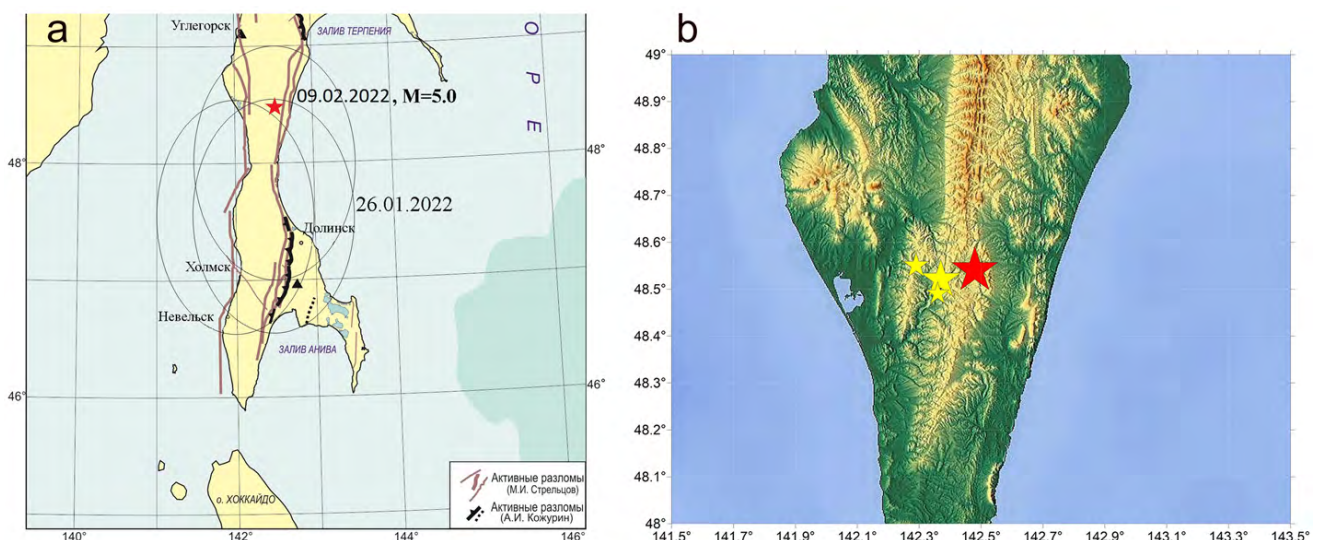 a
Углегорск
ЗАЛИВ ТЕРПЕНИЯ
О Р Е
09.02.2022, М=5.0
48°
48°
26.01.2022
Долинск
Холмск
Невельск
ЗАЛИВ АНИВА
46°
46°
о. ХОККАЙДО
Активные разломы
(М.И. Стрельцов)
Активные разломы
(А.И. Кожурин)
140°
142°
144°
146°
b
49°
48.9°
48.8°
48.7°
48.6°
48.5°
48.4°
48.3°
48.2°
48.1°
48°
141.5°
141.7°
141.9°
142.1°
142.3°
142.5°
142.7°
142.9°
143.1°
143.3°
143.5°